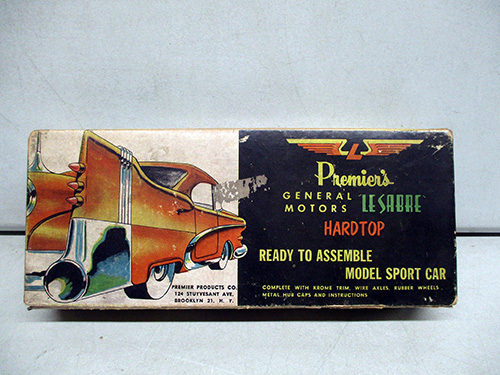 Premier's
GENERAL
MOTORS "LE SABRE"
HARDTOP
READY TO ASSEMBLE
MODEL SPORT CAR
COMPLETE WITH KROME TRIM, WIRE AXLES, RUBBER WHEELS
METAL HUB CAPS AND INSTRUCTIONS
PREMIER PRODUCTS CO.
124 STUYVESANT AVE.
BROOKLYN 21, N. Y.